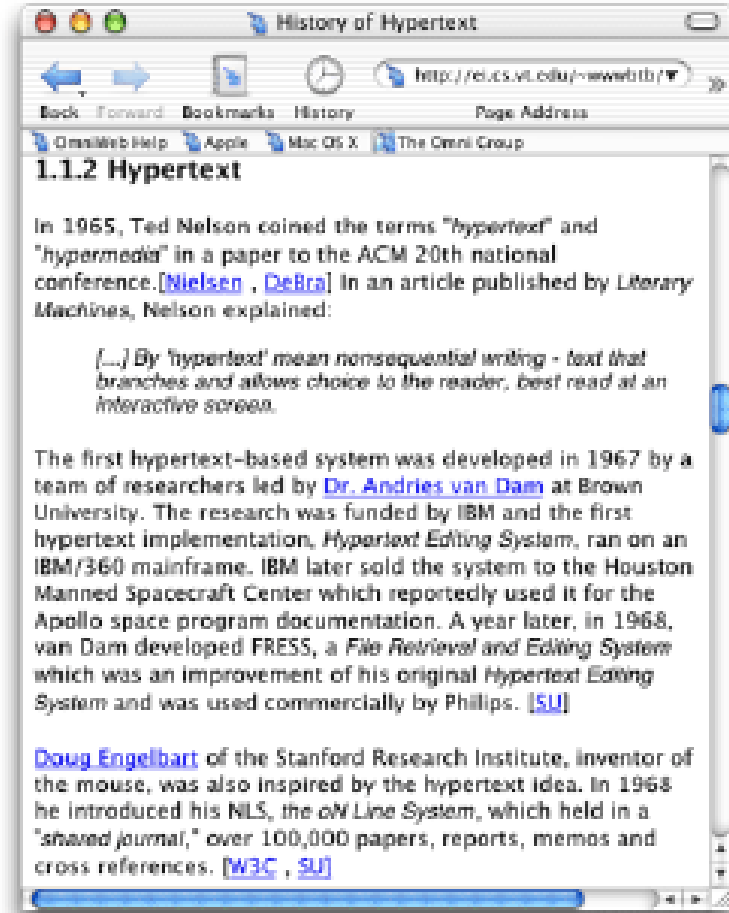 History of Hypertext
http://ei.cs.vt.edu/~wwwbtb/
Back Forward Bookmarks History Page Address
OmniWeb Help Apple Mac OS X The Omni Group
1.1.2 Hypertext
In 1965, Ted Nelson coined the terms "hypertext" and
"hypermedia" in a paper to the ACM 20th national
conference.[Nielsen , DeBra] In an article published by Literary
Machines, Nelson explained:
[...] By 'hypertext' mean nonsequential writing - text that
branches and allows choice to the reader, best read at an
interactive screen.
The first hypertext-based system was developed in 1967 by a
team of researchers led by Dr. Andries van Dam at Brown
University. The research was funded by IBM and the first
hypertext implementation, Hypertext Editing System, ran on an
IBM/360 mainframe. IBM later sold the system to the Houston
Manned Spacecraft Center which reportedly used it for the
Apollo space program documentation. A year later, in 1968,
van Dam developed FRESS, a File Retrieval and Editing System
which was an improvement of his original Hypertext Editing
System and was used commercially by Philips. [SU]
Doug Engelbart of the Stanford Research Institute, inventor of
the mouse, was also inspired by the hypertext idea. In 1968
he introduced his NLS, the oN Line System, which held in a
"shared journal," over 100,000 papers, reports, memos and
cross references. [W3C , SU]